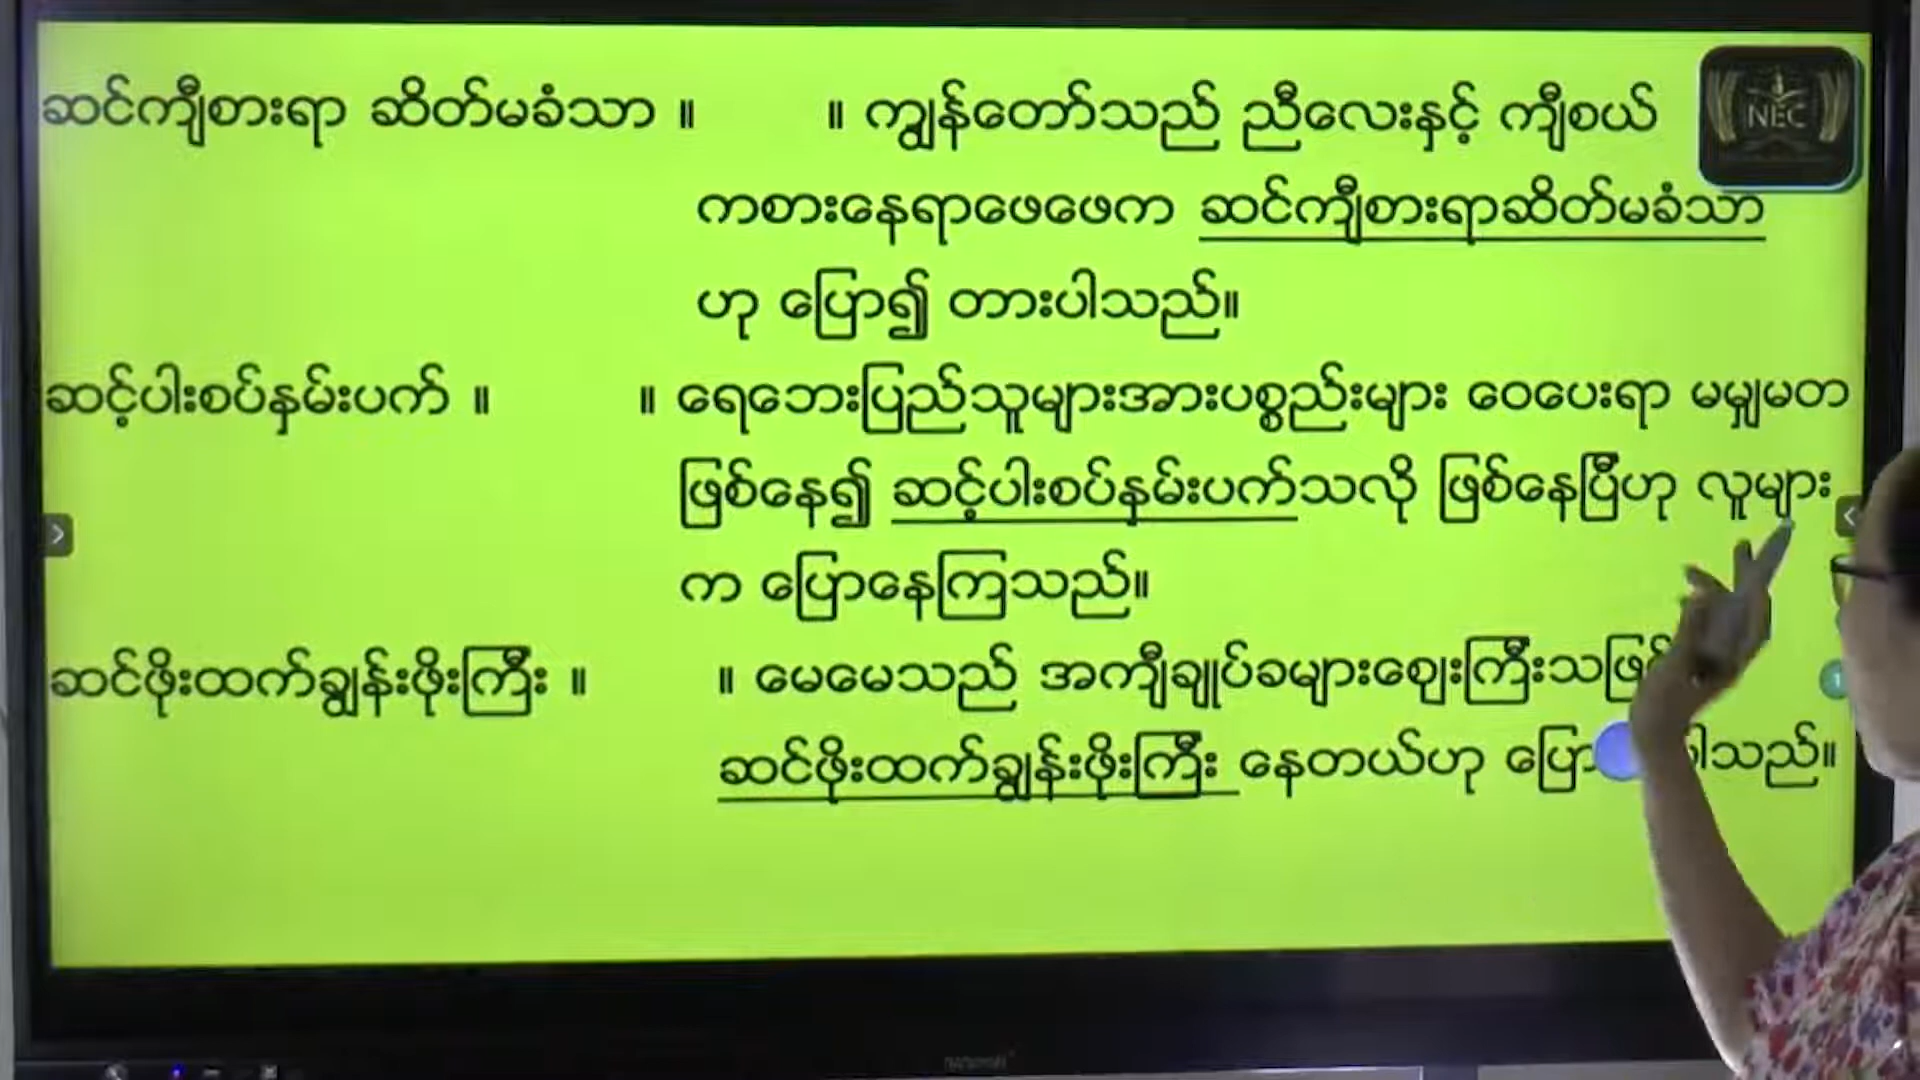 ဆင်ကျီစားရာ ဆိတ်မခံသာ ။ ။ ကျွန်တော်သည် ညီလေးနှင့် ကျီစယ်
ကစားနေရာဖေဖေက ဆင်ကျီစားရာဆိတ်မခံသာ
ဟု ပြော၍ တားပါသည်။
ဆင့်ပါးစပ်နှမ်းပက် ။ ။ ရေဘေးပြည်သူများအားပစ္စည်းများ ဝေပေးရာ မမျှမတ
ဖြစ်နေ၍ ဆင့်ပါးစပ်နှမ်းပက်သလို ဖြစ်နေပြီဟု လူများ
က ပြောနေကြသည်။
ဆင်ဖိုးထက်ချွန်းဖိုးကြီး ။ ။ မေမေသည် အကျီချုပ်ခများဈေးကြီးသဖြ
ဆင်ဖိုးထက်ချွန်းဖိုးကြီး နေတယ်ဟု ပြော ပါသည်။
NEC